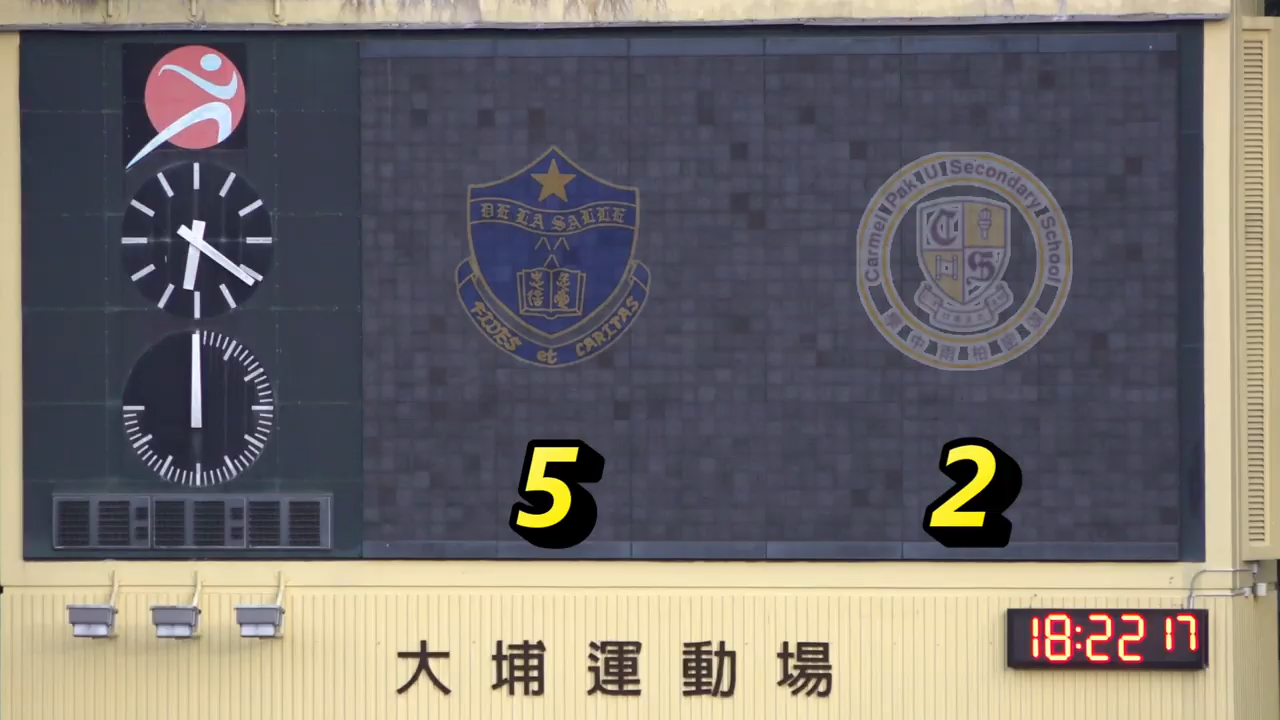 DE LA SALLE
FIDES et CARITAS
Carmel Pak U Secondary School
5
2
18:22 17
大埔運動場